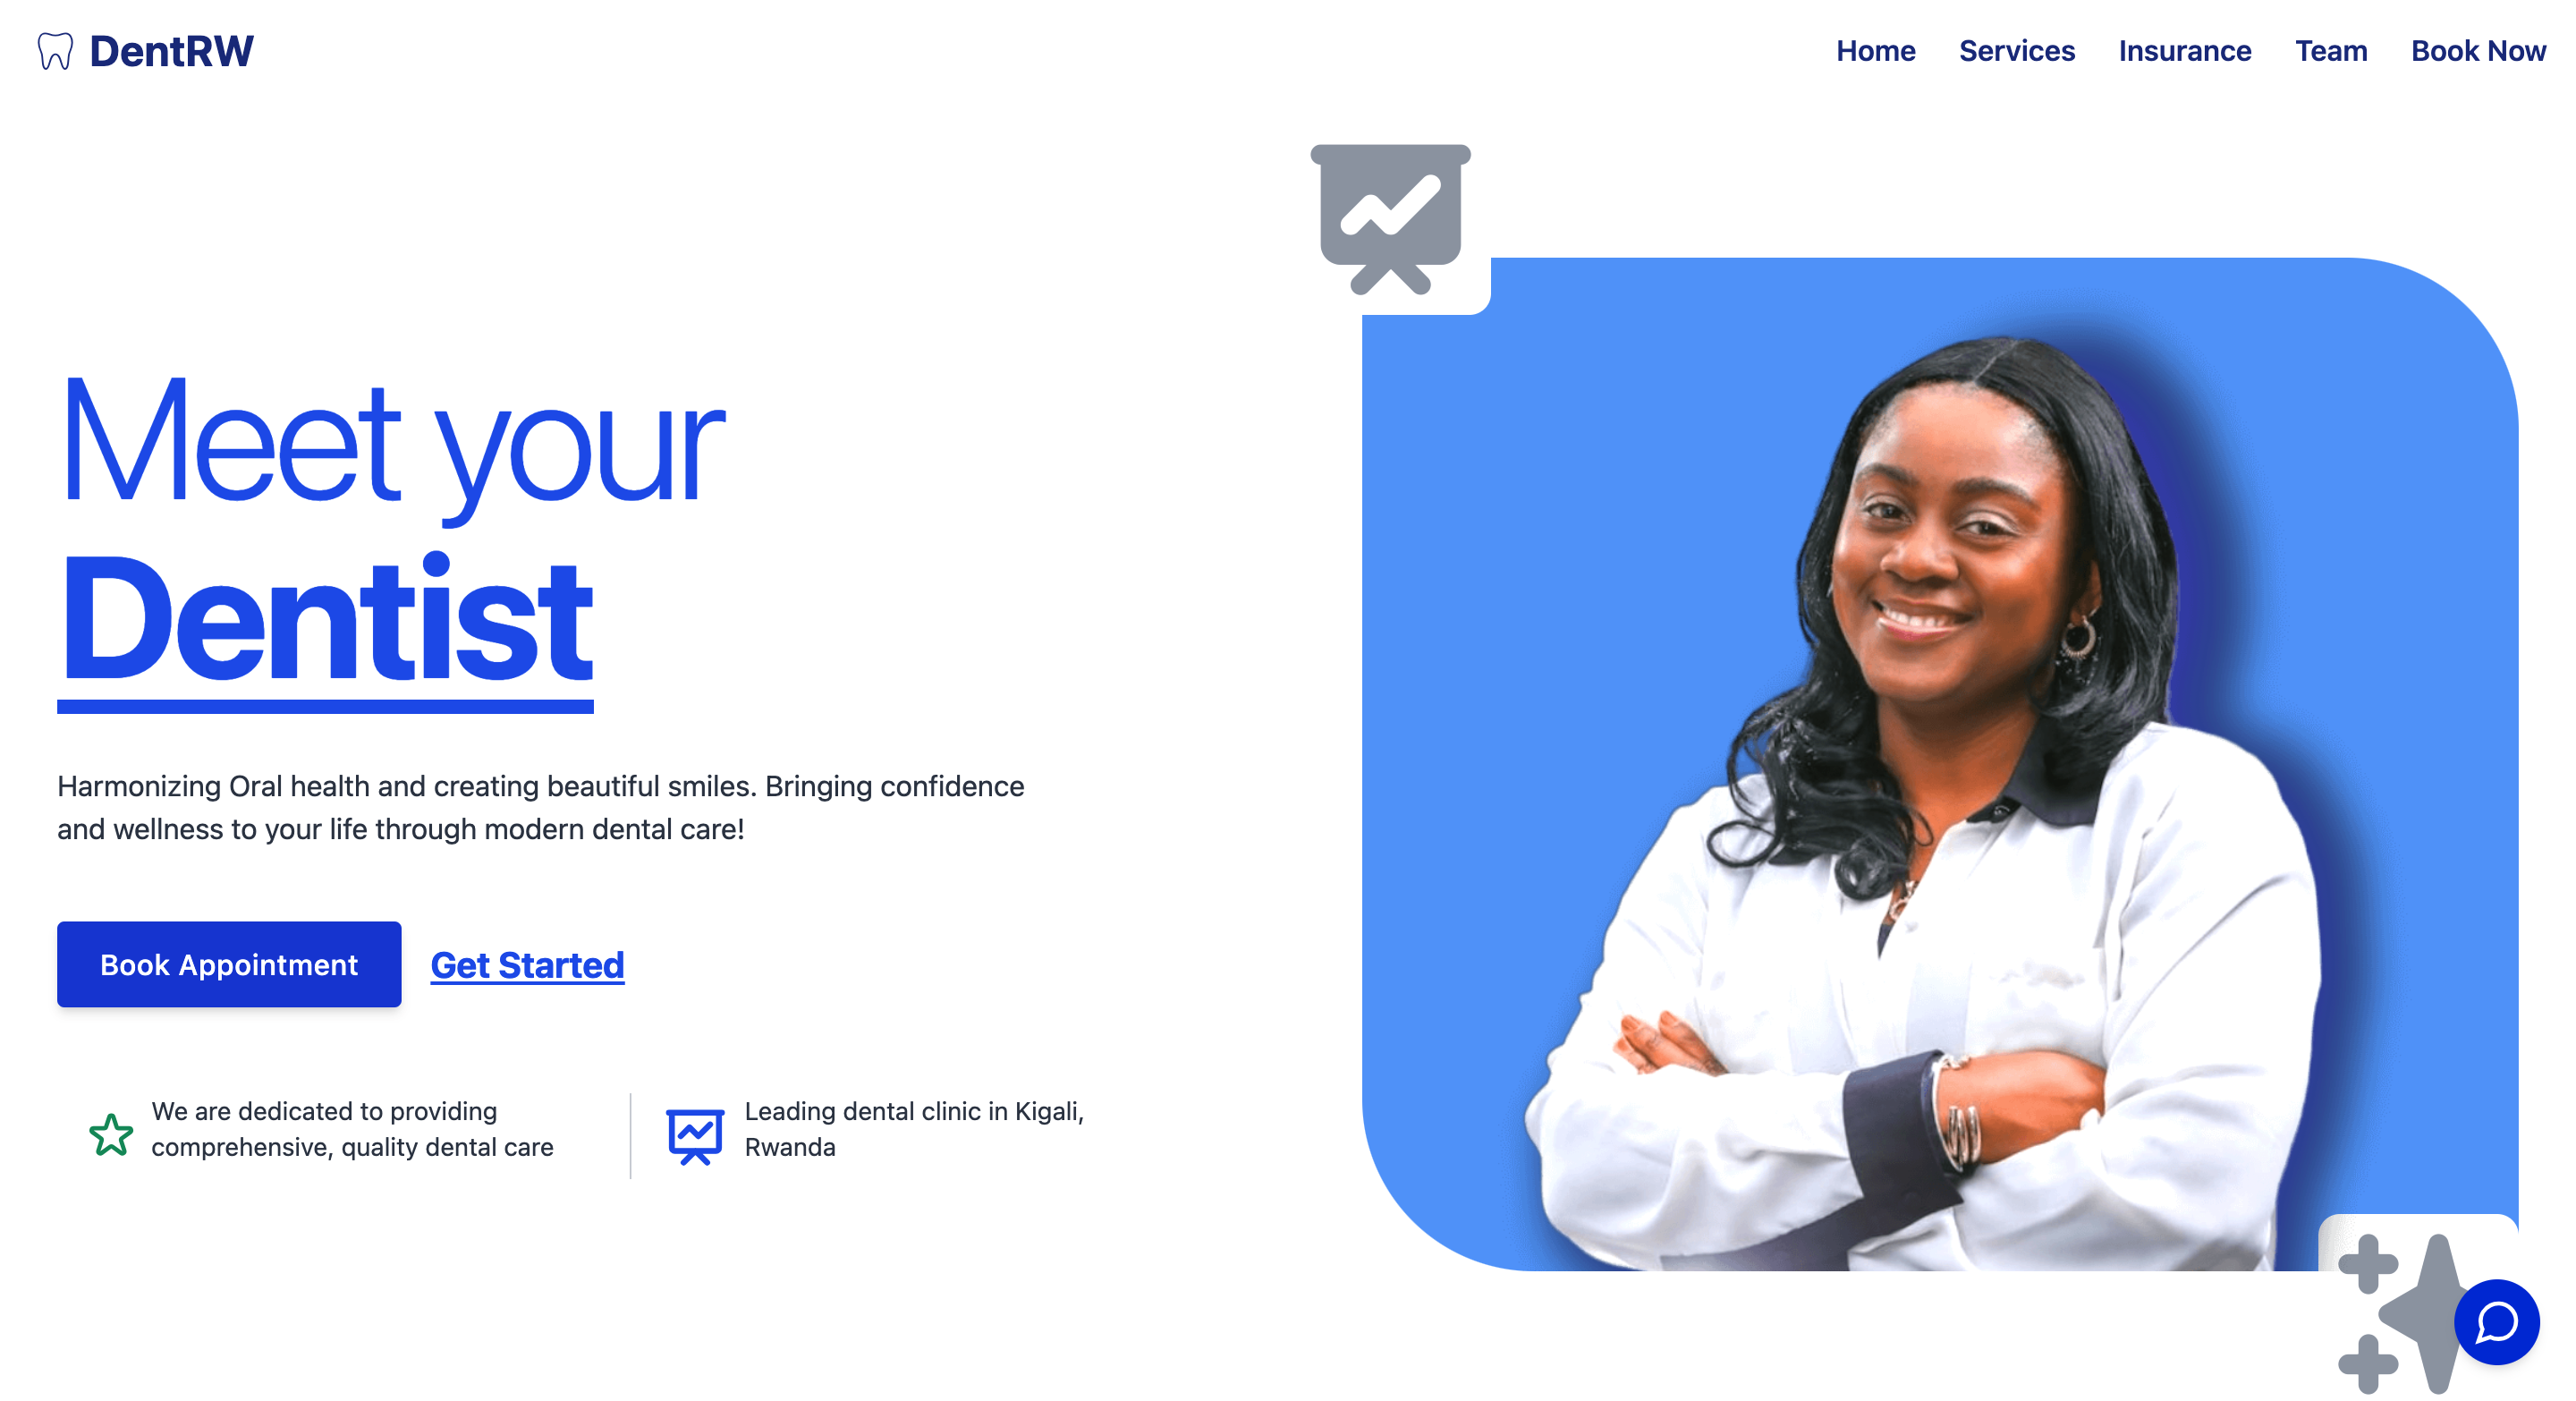 DentRW
Home
Services
Insurance
Team
Book Now
Meet your
Dentist
Harmonizing Oral health and creating beautiful smiles. Bringing confidence
and wellness to your life through modern dental care!
Book Appointment
Get Started
We are dedicated to providing
comprehensive, quality dental care
Leading dental clinic in Kigali,
Rwanda